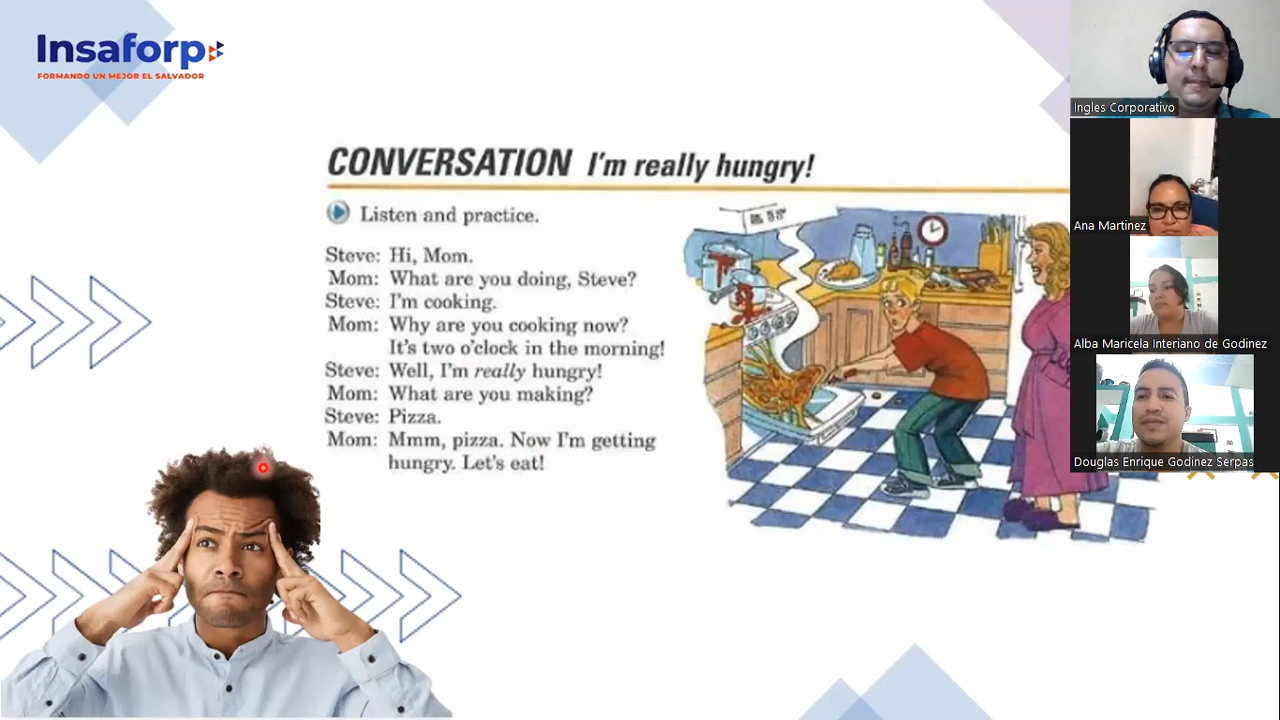 Insaforp
FORMANDO UN MEJOR EL SALVADOR
CONVERSATION I'm really hungry!
Listen and practice.
Steve: Hi, Mom.
Mom: What are you doing, Steve?
Steve: I'm cooking.
Mom: Why are you cooking now?
It's two o'clock in the morning!
Steve: Well, I'm really hungry!
Mom: What are you making?
Steve: Pizza.
Mom: Mmm, pizza. Now I'm getting
hungry. Let's eat!
Ingles Corporativo
Ana Martinez
Alba Maricela Interiano de Godinez
Douglas Enrique Godinez Serpas